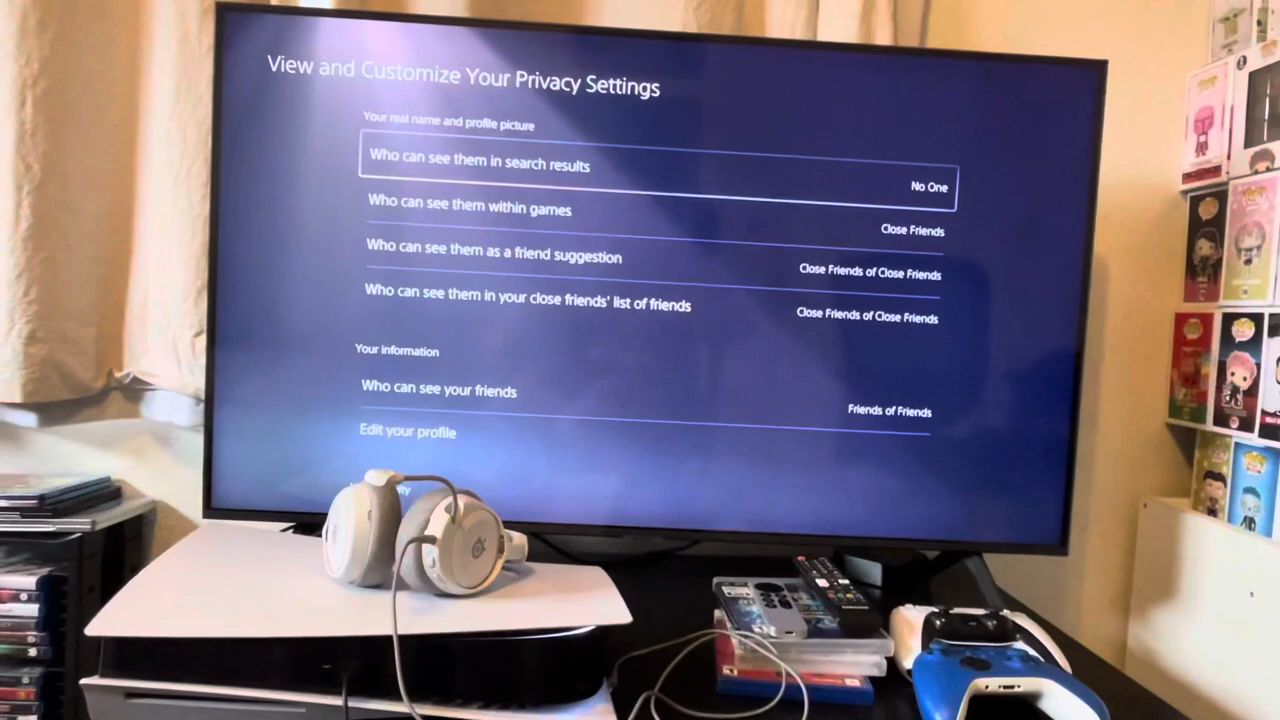 View and Customize Your Privacy Settings
Your real name and profile picture
Who can see them in search results
No One
Who can see them within games
Close Friends
Who can see them as a friend suggestion
Close Friends of Close Friends
Who can see them in your close friends' list of friends
Close Friends of Close Friends
Your information
Who can see your friends
Friends of Friends
Edit your profile